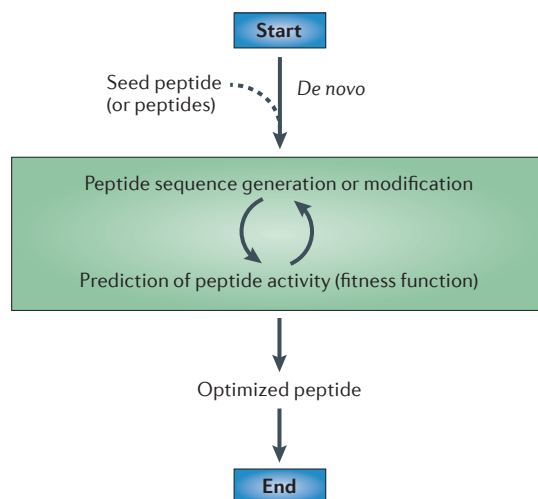 Start
Seed peptide
(or peptides)
De novo
Peptide sequence generation or modification
Prediction of peptide activity (fitness function)
Optimized peptide
End